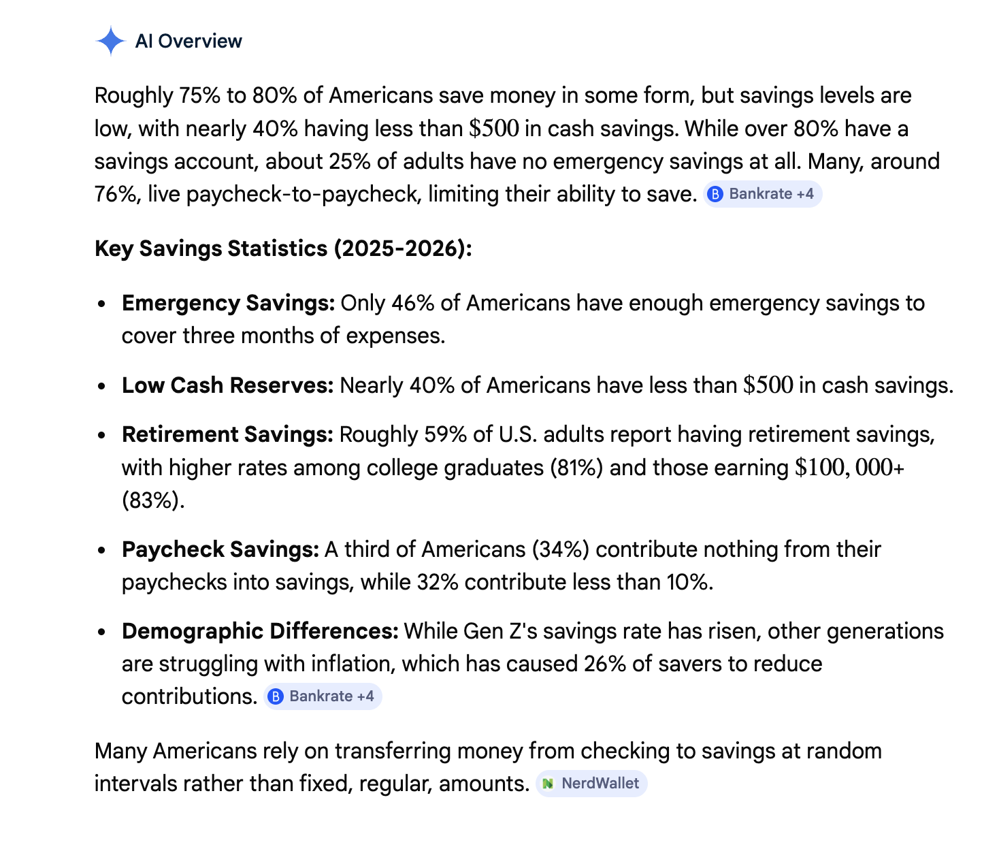 AI Overview
Roughly 75% to 80% of Americans save money in some form, but savings levels are
low, with nearly 40% having less than $500 in cash savings. While over 80% have a
savings account, about 25% of adults have no emergency savings at all. Many, around
76%, live paycheck-to-paycheck, limiting their ability to save. B Bankrate +4
Key Savings Statistics (2025-2026):
• Emergency Savings: Only 46% of Americans have enough emergency savings to
cover three months of expenses.
• Low Cash Reserves: Nearly 40% of Americans have less than $500 in cash savings.
• Retirement Savings: Roughly 59% of U.S. adults report having retirement savings,
with higher rates among college graduates (81%) and those earning $100, 000+
(83%).
• Paycheck Savings: A third of Americans (34%) contribute nothing from their
paychecks into savings, while 32% contribute less than 10%.
• Demographic Differences: While Gen Z's savings rate has risen, other generations
are struggling with inflation, which has caused 26% of savers to reduce
contributions. B Bankrate +4
Many Americans rely on transferring money from checking to savings at random
intervals rather than fixed, regular, amounts. N NerdWallet